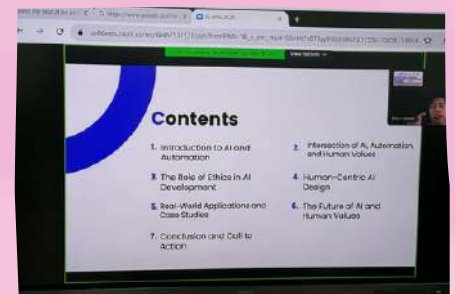 View Options
Contents
1. Introduction to AI and
Automation
2. Intersection of AI, Automation,
and Human Values
3. The Role of Ethics in AI
Development
4. Human-Centric AI
Design
5. Real-World Applications and
Case Studies
6. The Future of AI and
Human Values
7. Conclusion and Call to
Action